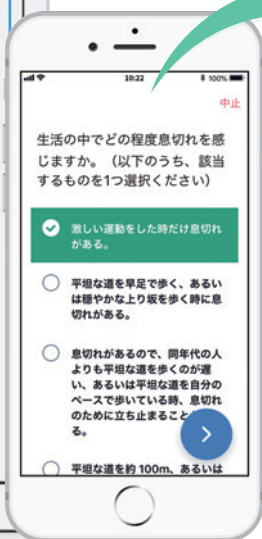 10:22
100%
中止
生活の中でどの程度息切れを感
じますか。（以下のうち、該当
するものを1つ選択ください）
激しい運動をした時だけ息切れ
がある。
平坦な道を早足で歩く、あるい
は穏やかな上り坂を歩く時に息
切れがある。
息切れがあるので、同年代の人
よりも平坦な道を歩くのが遅
い、あるいは平坦な道を自分の
ペースで歩いている時、息切れ
のために立ち止まること
る。
平坦な道を約 100m、あるいは